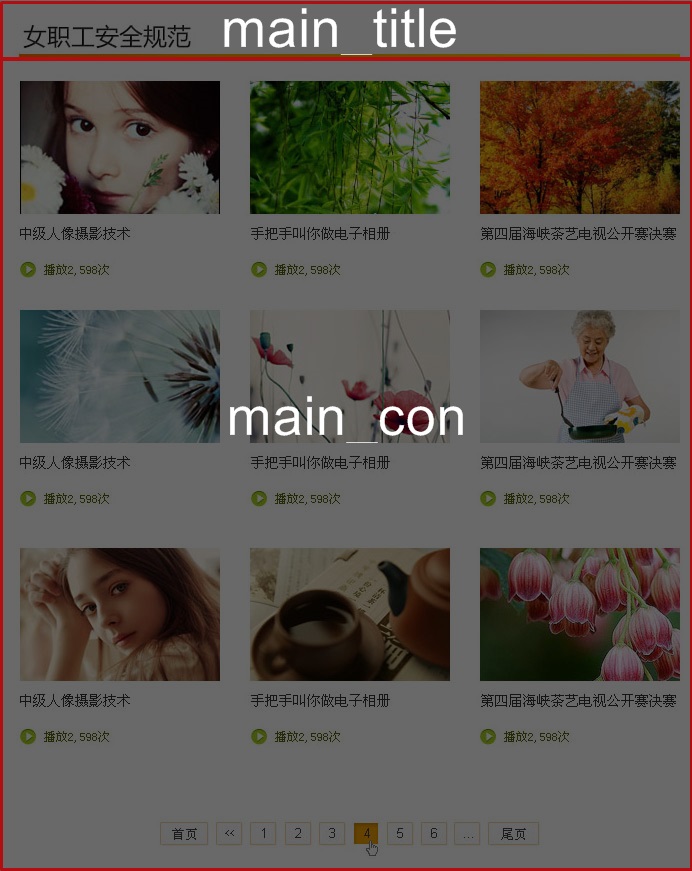 女职工安全规范 main_title
中级人像摄影技术 手把手叫你做电子相册 第四届海峡茶艺电视公开赛决赛
播放2,598次 播放2,598次 播放2,598次
main_con
中级人像摄影技术 手把手叫你做电子相册 第四届海峡茶艺电视公开赛决赛
播放2,598次 播放2,598次 播放2,598次
中级人像摄影技术 手把手叫你做电子相册 第四届海峡茶艺电视公开赛决赛
播放2,598次 播放2,598次 播放2,598次
首页 << 1 2 3 4 5 6 ... 尾页